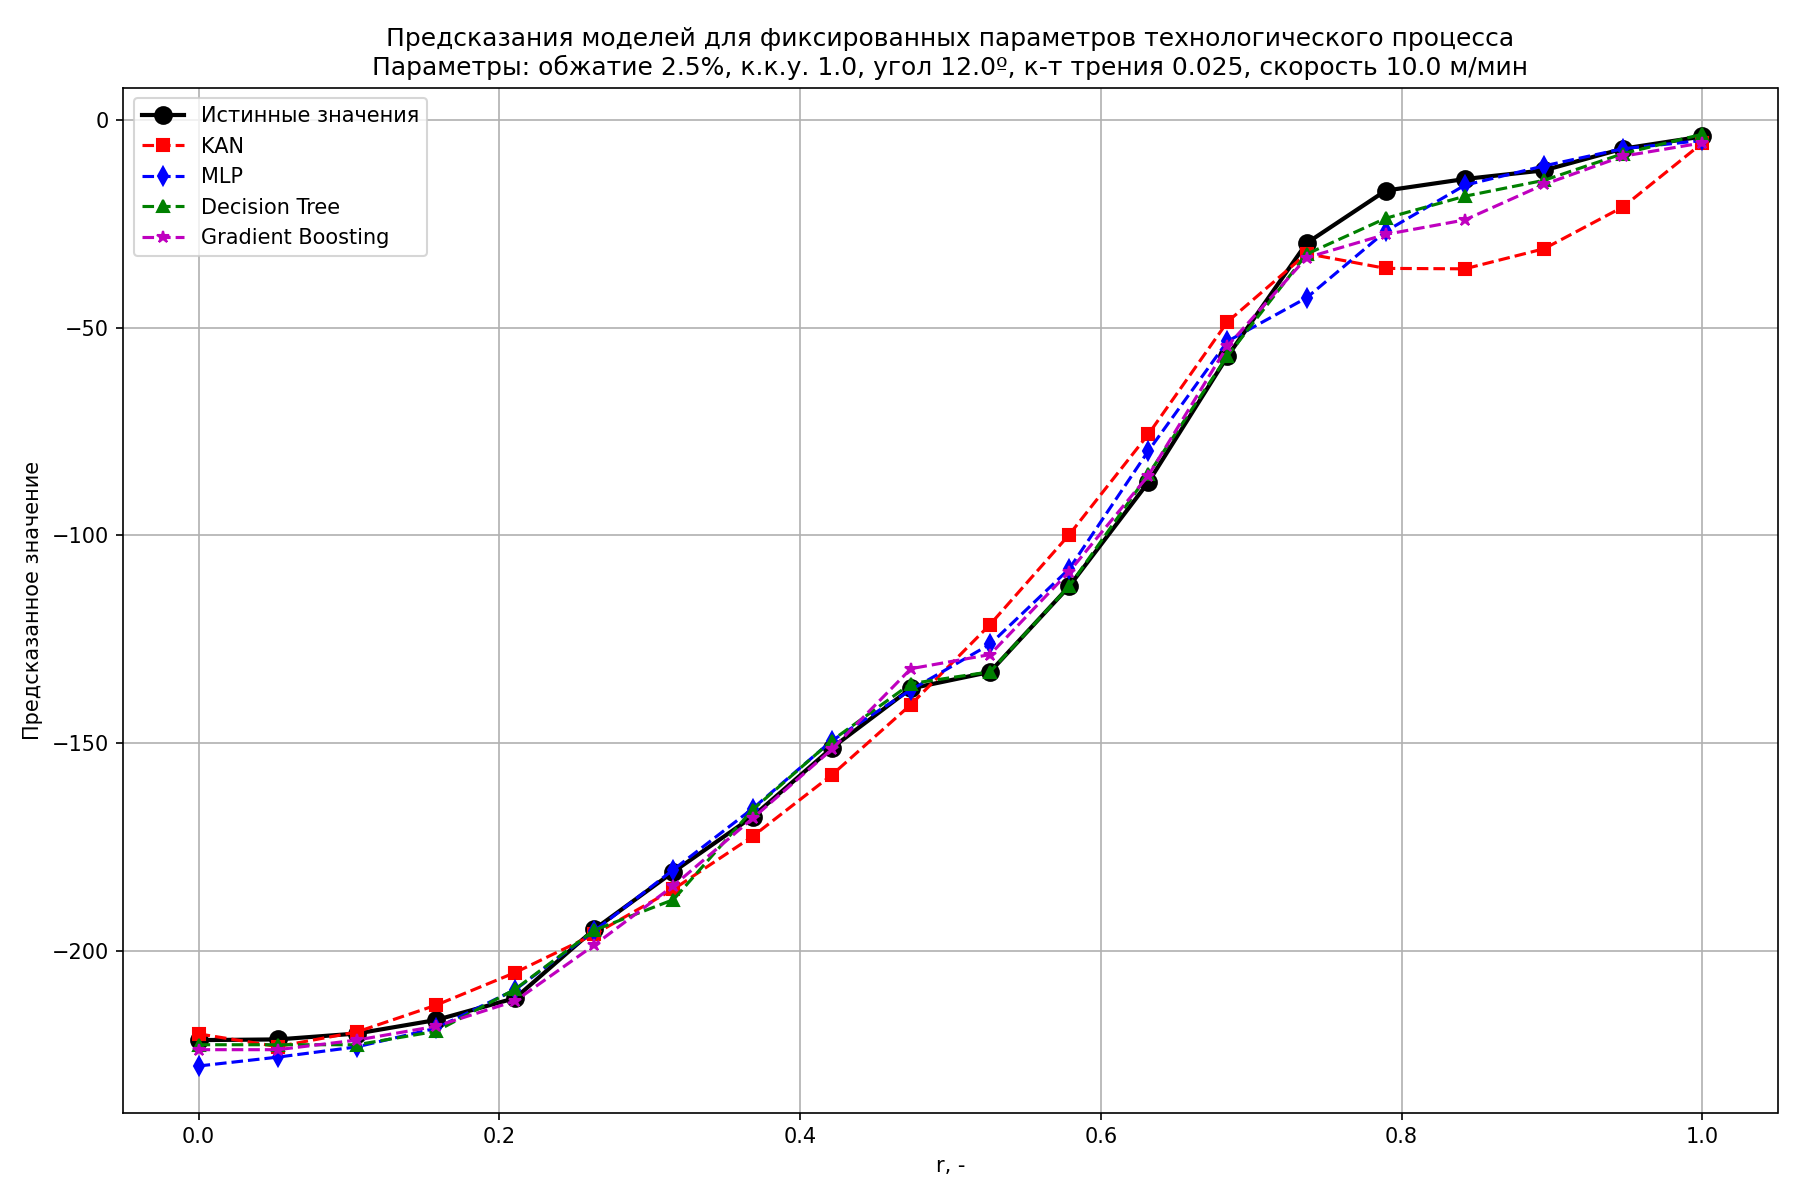 Предсказания моделей для фиксированных параметров технологического процесса
Параметры: обжатие 2.5%, к.к.у. 1.0, угол 12.0º, к-т трения 0.025, скорость 10.0 м/мин
Истинные значения
KAN
MLP
Decision Tree
Gradient Boosting
Предсказанное значение
0
−50
−100
−150
−200
0.0
0.2
0.4
0.6
0.8
1.0
r, -